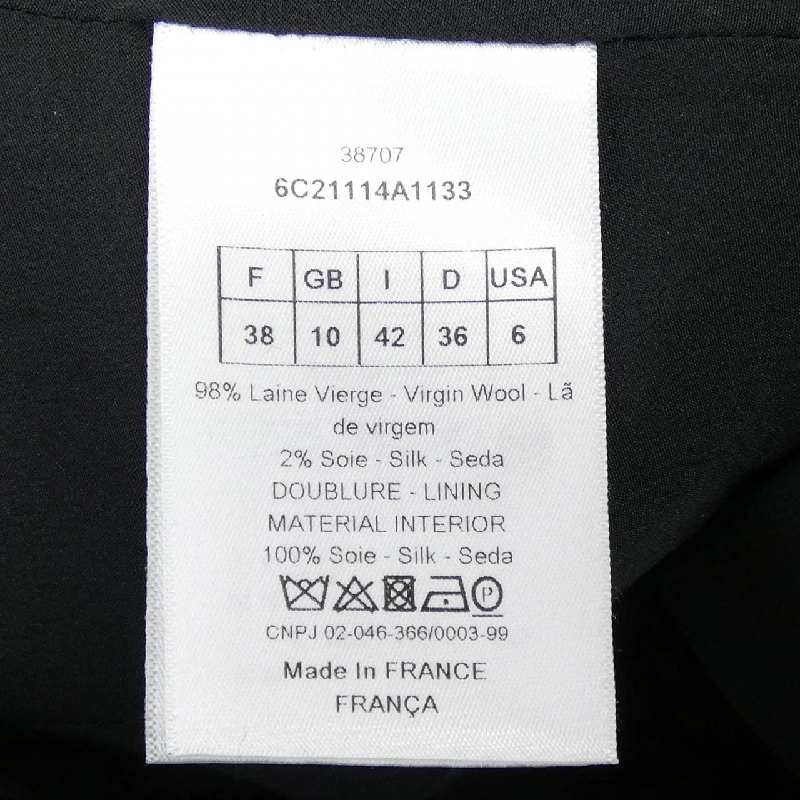 38707
6C21114A1133
F GB I D USA
38 10 42 36 6
98% Laine Vierge - Virgin Wool - Lã
de virgem
2% Soie - Silk - Seda
DOUBLURE - LINING
MATERIAL INTERIOR
100% Soie - Silk - Seda
P
CNPJ 02-046-366/0003-99
Made In FRANCE
FRANÇA